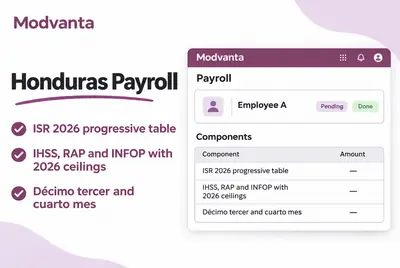 Modvanta
Honduras Payroll
ISR 2026 progressive table
IHSS, RAP and INFOP with
2026 ceilings
Décimo tercer and
cuarto mes
Modvanta
Payroll
Employee A
Pending
Done
Components
Component Amount
ISR 2026 progressive table —
IHSS, RAP and INFOP with
2026 ceilings —
Décimo tercer and cuarto mes —